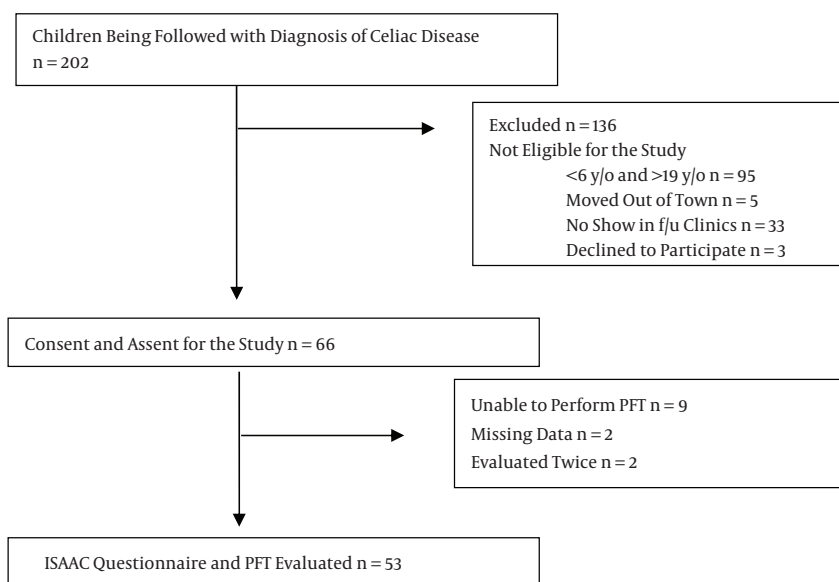 Children Being Followed with Diagnosis of Celiac Disease
n = 202
Excluded n = 136
Not Eligible for the Study
<6 y/o and >19 y/o n = 95
Moved Out of Town n = 5
No Show in f/u Clinics n = 33
Declined to Participate n = 3
Consent and Assent for the Study n = 66
Unable to Perform PFT n = 9
Missing Data n = 2
Evaluated Twice n = 2
ISAAC Questionnaire and PFT Evaluated n = 53